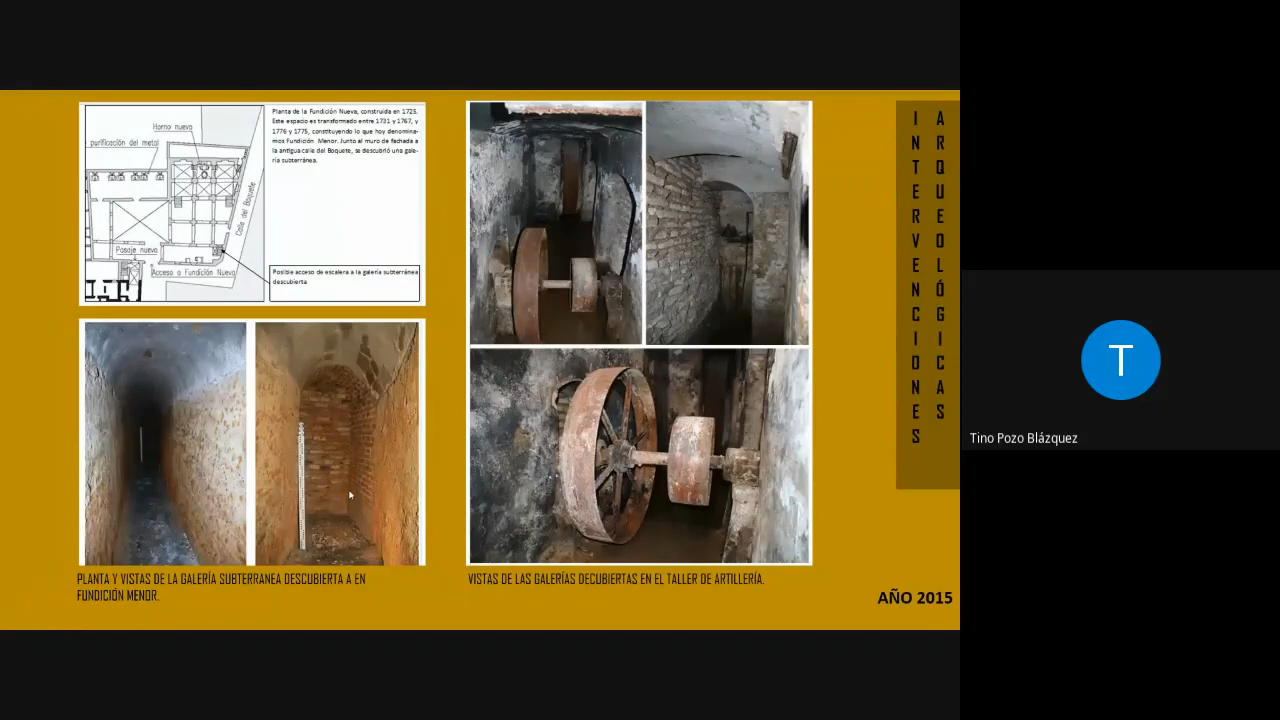 Horno nuevo
purificación del metal
Calle del Boquete
Pasaje nuevo
Acceso a Fundición Nueva
Planta de la Fundición Nueva, construida en 1725.
Este espacio es transformado entre 1731 y 1767, y
1776 y 1775, constituyendo lo que hoy denomina-
mos Fundición Menor. Junto al muro de fachada a
la antigua calle del Boquete, se descubrió una gale-
ría subterránea.
Posible acceso de escalera a la galería subterránea
descubierta
PLANTA Y VISTAS DE LA GALERÍA SUBTERRANEA DESCUBIERTA A EN
FUNDICIÓN MENOR.
VISTAS DE LAS GALERÍAS DECUBIERTAS EN EL TALLER DE ARTILLERÍA.
INTERVENCIONES
ARQUEOLÓGICAS
AÑO 2015
T
Tino Pozo Blázquez